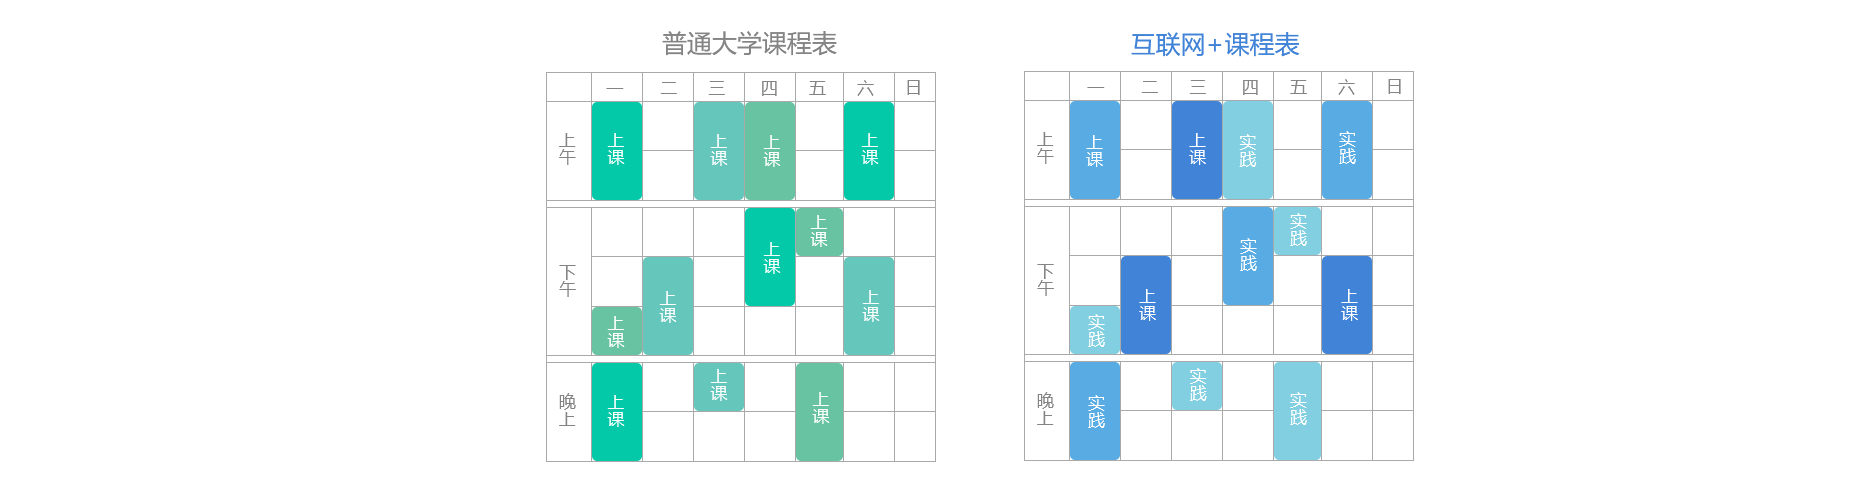 普通大学课程表
一 二 三 四 五 六 日
上午 上课 上课 上课 上课
下午 上课 上课 上课 上课 上课
晚上 上课 上课 上课
互联网+课程表
一 二 三 四 五 六 日
上午 上课 上课 实践 实践
下午 实践 上课 实践 实践 上课
晚上 实践 实践 实践